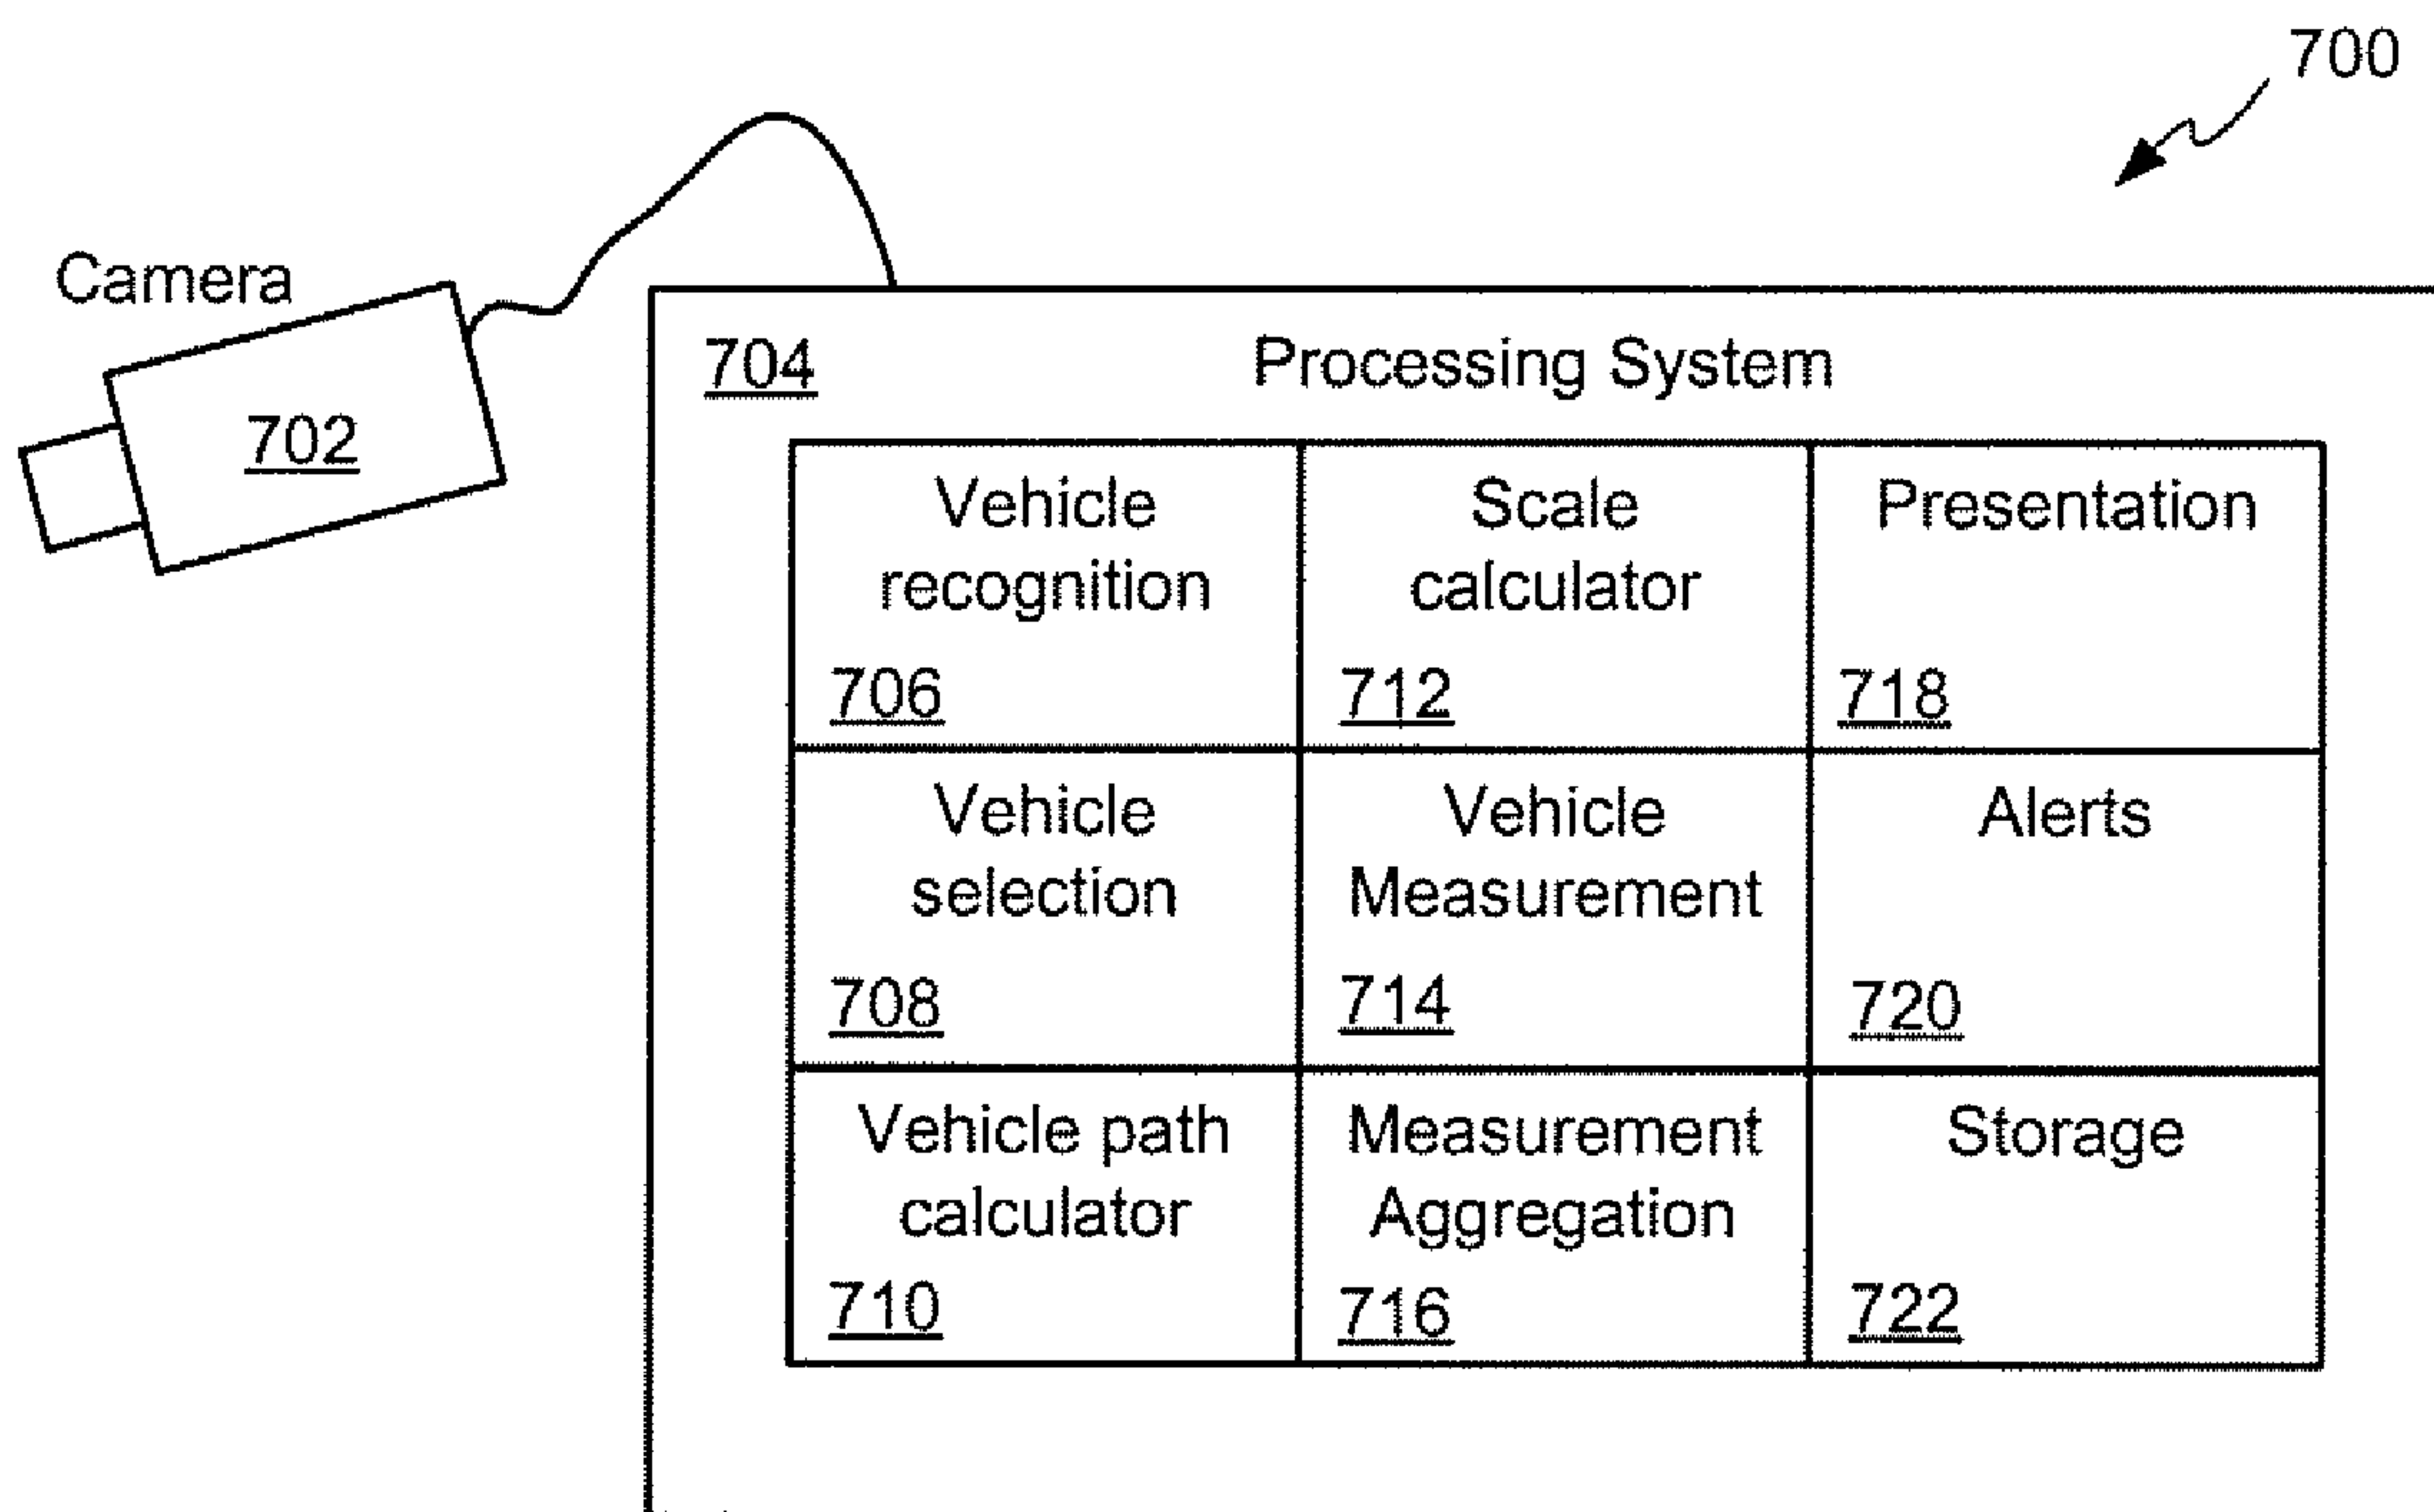 700
Camera
702
704
Processing System
Vehicle
recognition
706
Scale
calculator
712
Presentation
718
Vehicle
selection
708
Vehicle
Measurement
714
Alerts
720
Vehicle path
calculator
710
Measurement
Aggregation
716
Storage
722